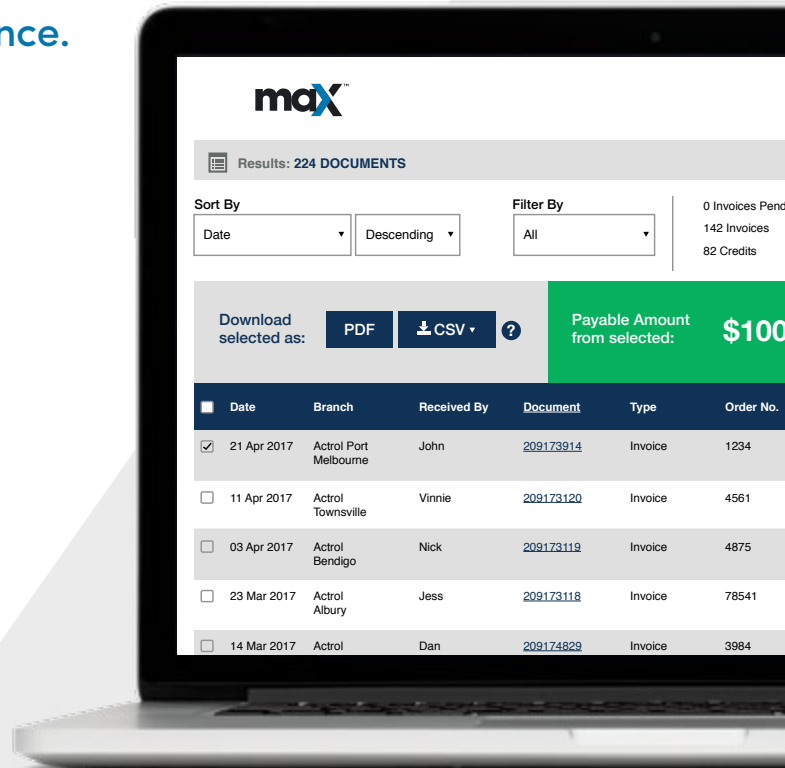 nce.
maX™
Results: 224 DOCUMENTS
Sort By
Filter By
Date
Descending
All
0 Invoices Pend
142 Invoices
82 Credits
Download
selected as:
PDF
CSV
?
Payable Amount
from selected:
$100
Date Branch Received By Document Type Order No.
21 Apr 2017 Actrol Port Melbourne John 209173914 Invoice 1234
11 Apr 2017 Actrol Townsville Vinnie 209173120 Invoice 4561
03 Apr 2017 Actrol Bendigo Nick 209173119 Invoice 4875
23 Mar 2017 Actrol Albury Jess 209173118 Invoice 78541
14 Mar 2017 Actrol Dan 209174829 Invoice 3984